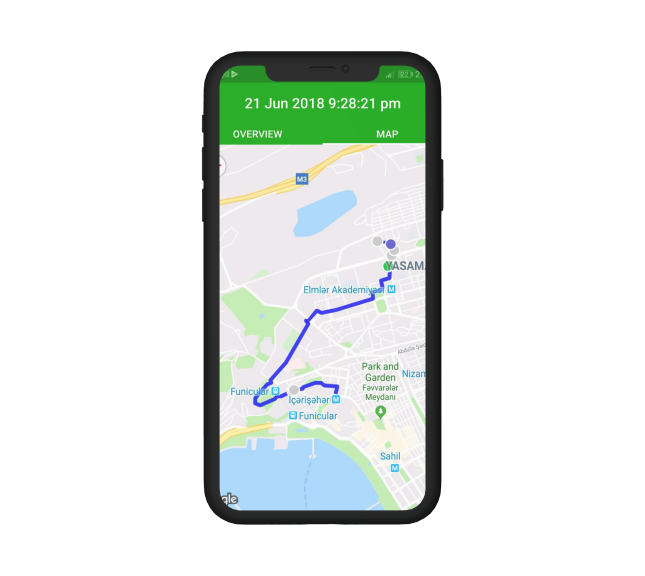 21 Jun 2018 9:28:21 pm
OVERVIEW
MAP
M3
YASAMA
Elmlər Akademiyası M
Park and
Garden
Fəvvarələr
Meydanı
Nizam
Funicular
İçərişəhər M
Funicular
Sahil
M
gle